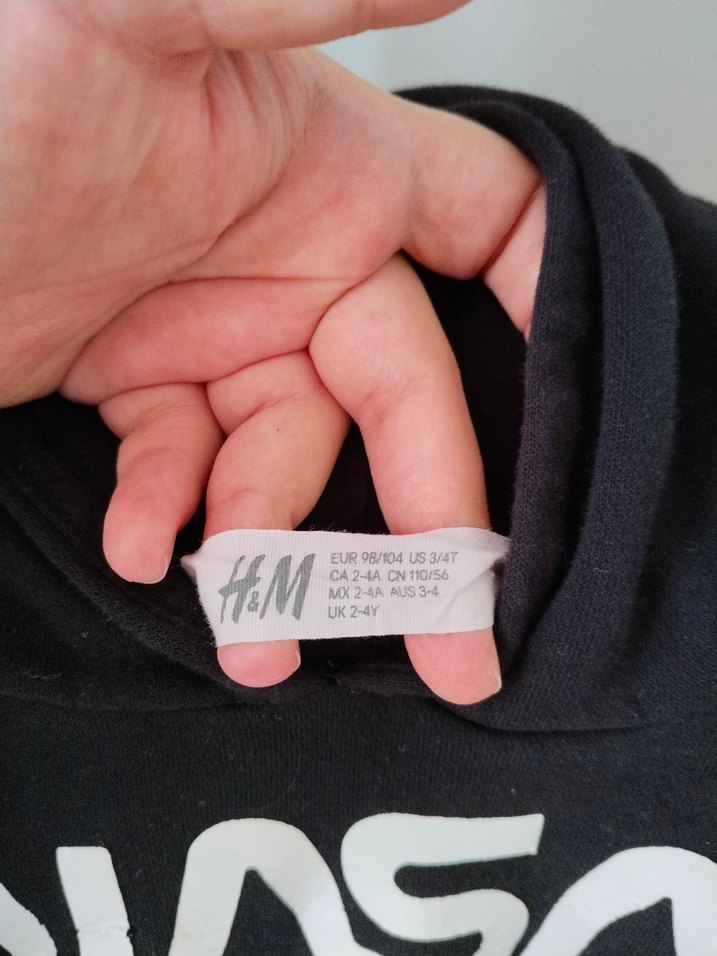 H&M
EUR 98/104 US 3/4T
CA 2-4A CN 110/56
MX 2-4A AUS 3-4
UK 2-4Y
NASA